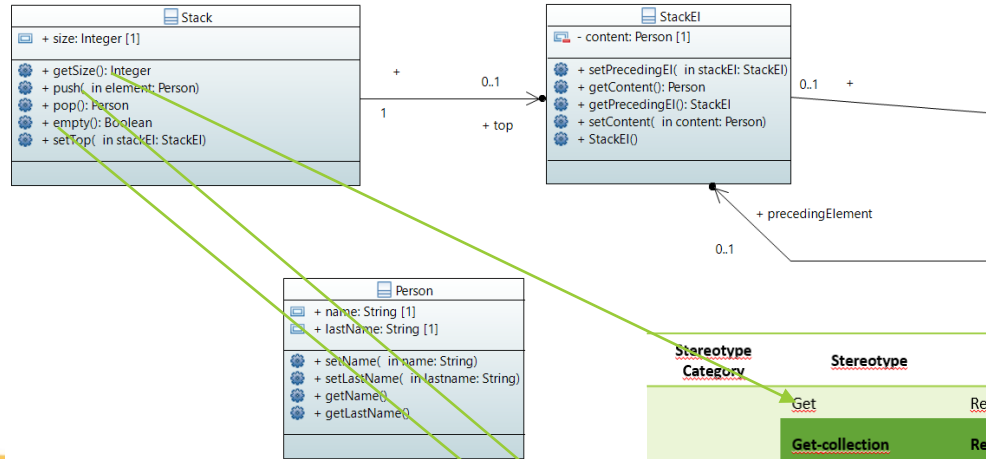 Stack
+ size: Integer [1]
+ getSize(): Integer
+ push( in element: Person)
+ pop(): Person
+ empty(): Boolean
+ setTop( in stackEl: StackEl)
+
1
0..1
+ top
StackEl
- content: Person [1]
+ setPrecedingEl( in stackEl: StackEl)
+ getContent(): Person
+ getPrecedingEl(): StackEl
+ setContent( in content: Person)
+ StackEl()
0..1
+
+ precedingElement
0..1
Person
+ name: String [1]
+ lastName: String [1]
+ setName( in name: String)
+ setLastName( in lastname: String)
+ getName()
+ getLastName()
Stereotype Category
Stereotype
Get
Re
Get-collection
Re